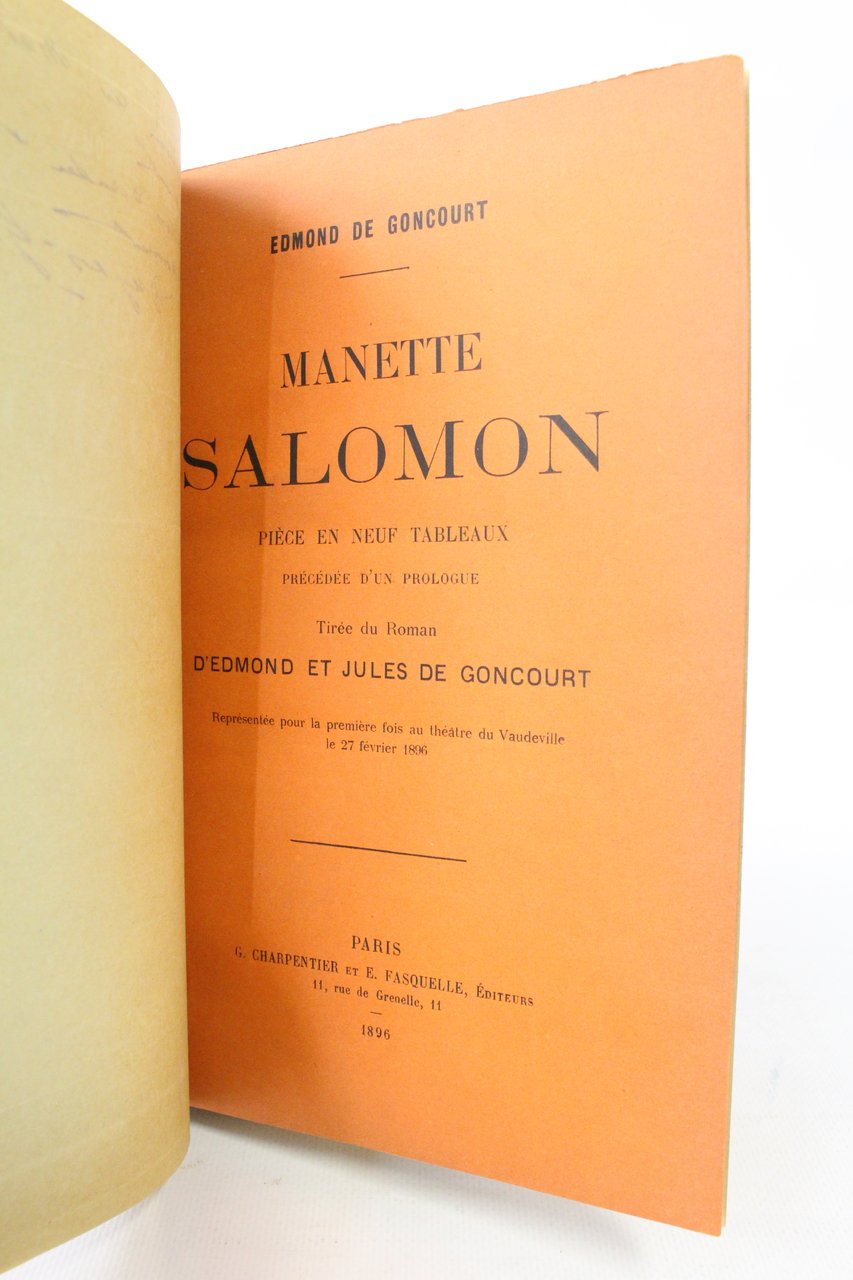 EDMOND DE GONCOURT
MANETTE
SALOMON
PIÈCE EN NEUF TABLEAUX
PRÉCÉDÉE D'UN PROLOGUE
Tirée du Roman
D'EDMOND ET JULES DE GONCOURT
Représentée pour la première fois au théâtre du Vaudeville
le 27 février 1896
PARIS
G. CHARPENTIER ET E. FASQUELLE, ÉDITEURS
11, rue de Grenelle, 11
1896